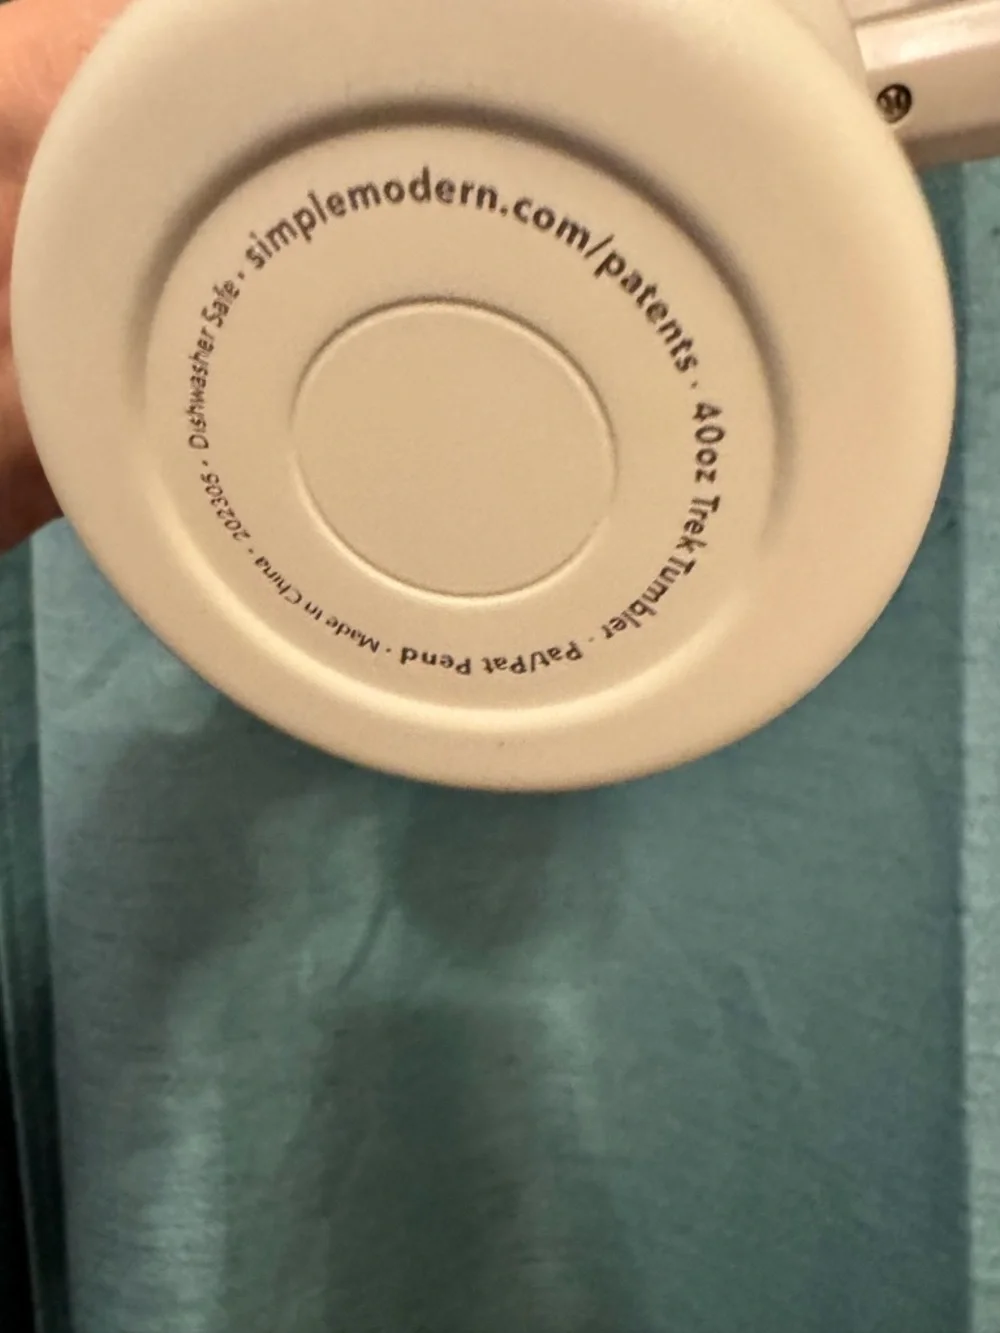 simplemodern.com/patents · 40oz Trek Tumbler · Pat/Pat Pend · Made In China · 202305 · Dishwasher Safe ·